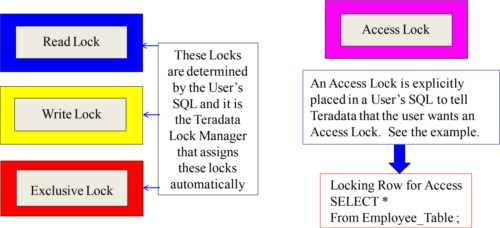 Read Lock
Write Lock
Exclusive Lock
These Locks
are determined
by the User's
SQL and it is
the Teradata
Lock Manager
that assigns
these locks
automatically
Access Lock
An Access Lock is explicitly
placed in a User's SQL to tell
Teradata that the user wants an
Access Lock. See the example.
Locking Row for Access
SELECT *
From Employee_Table ;